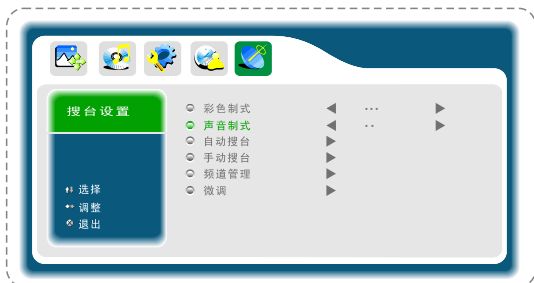 搜台设置
彩色制式 ...
声音制式 ..
自动搜台
手动搜台
频道管理
微调
选择
调整
退出